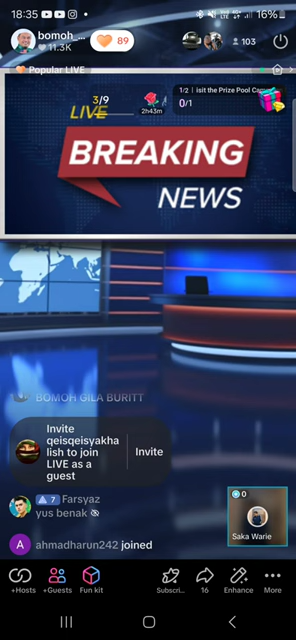 18:35
16%
bomoh_...
11.3K
89
103
Popular LIVE
3/9
LIVE
2h43m
1/2 isit the Prize Pool Cam
0/1
BREAKING
NEWS
BOMOH GILA BURITT
Invite
qeisqeisyakha
lish to join
LIVE as a
guest
Invite
7 Farsyaz
yus benak
A ahmadharun242 joined
0
Saka Warie
+Hosts
+Guests
Fun kit
Subscri...
16
Enhance
More